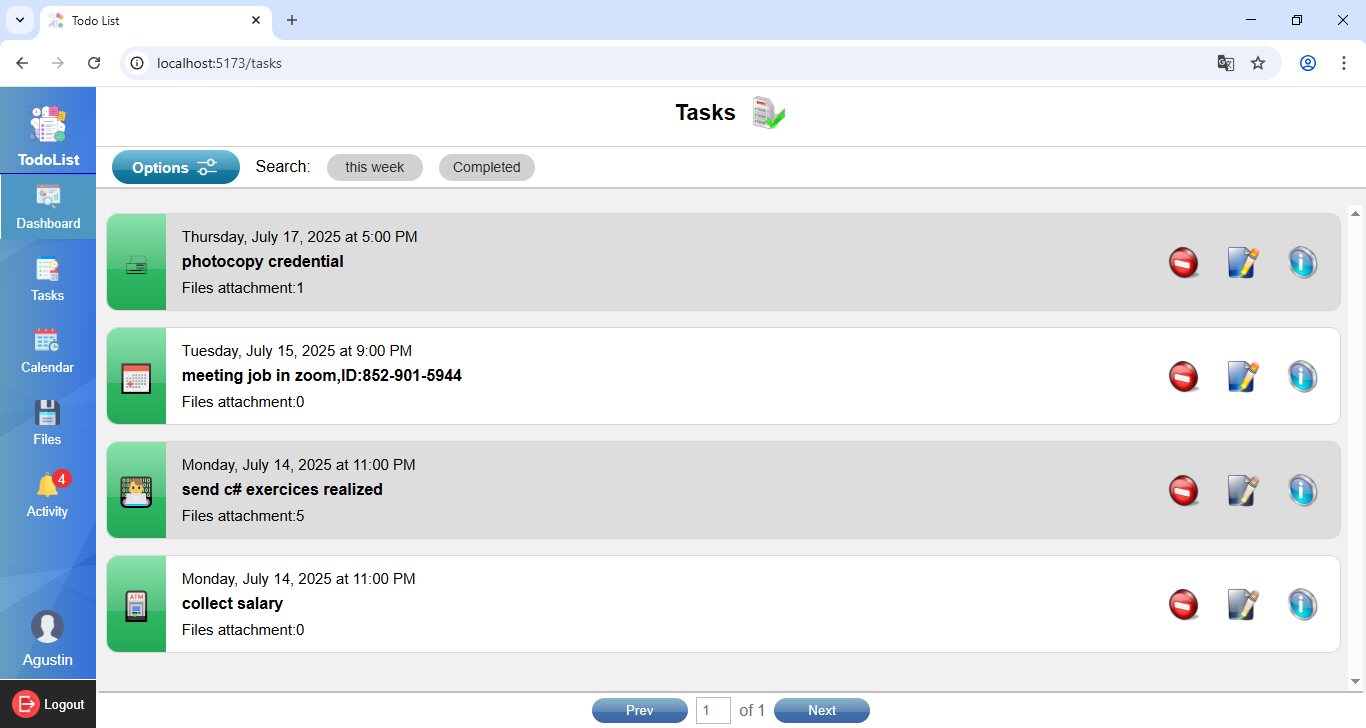 Todo List
localhost:5173/tasks
TodoList
Dashboard
Tasks
Calendar
Files
4
Activity
Agustin
Logout
Tasks
Options
Search:
this week
Completed
Thursday, July 17, 2025 at 5:00 PM
photocopy credential
Files attachment:1
Tuesday, July 15, 2025 at 9:00 PM
meeting job in zoom,ID:852-901-5944
Files attachment:0
Monday, July 14, 2025 at 11:00 PM
send c# exercices realized
Files attachment:5
Monday, July 14, 2025 at 11:00 PM
ATM
collect salary
Files attachment:0
Prev
1
of 1
Next